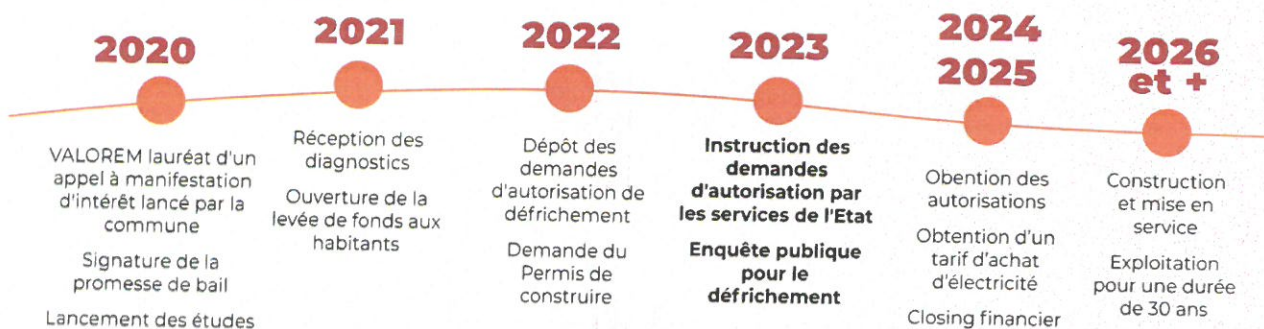 2020
VALOREM lauréat d'un
appel à manifestation
d'intérêt lancé par la
commune
Signature de la
promesse de bail
Lancement des études
2021
Réception des
diagnostics
Ouverture de la
levée de fonds aux
habitants
2022
Dépôt des
demandes
d'autorisation de
défrichement
Demande du
Permis de
construire
2023
Instruction des
demandes
d'autorisation par
les services de l'Etat
Enquête publique
pour le
défrichement
2024
2025
Obention des
autorisations
Obtention d'un
tarif d'achat
d'électricité
Closing financier
2026
et +
Construction
et mise en
service
Exploitation
pour une durée
de 30 ans